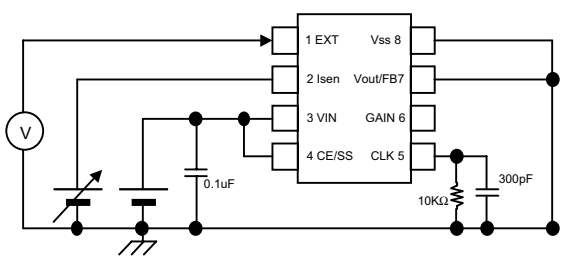 1 EXT Vss 8
2 Isen Vout/FB7
V 3 VIN GAIN 6
4 CE/SS CLK 5
0.1uF 300pF
10KΩ